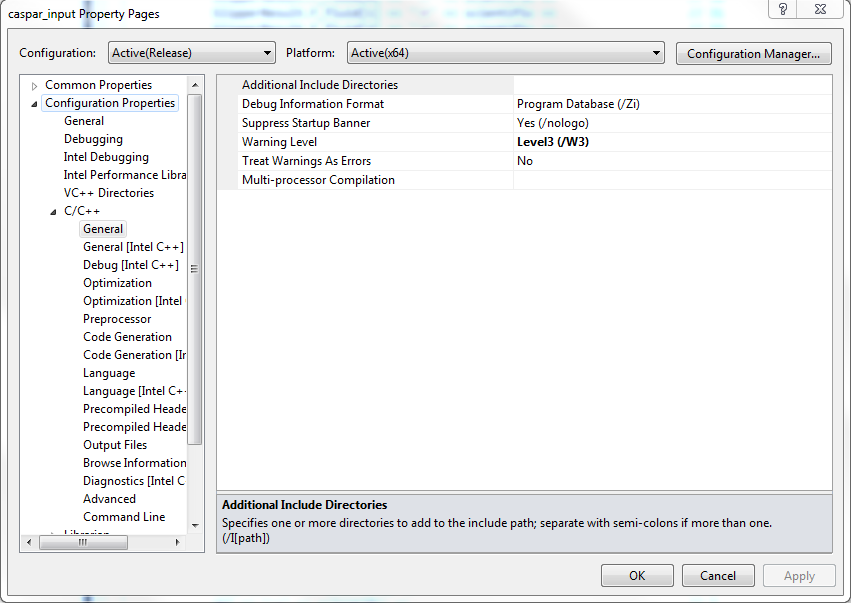 caspar_input Property Pages
Configuration: Active(Release) Platform: Active(x64) Configuration Manager...
Common Properties
Configuration Properties
General
Debugging
Intel Debugging
Intel Performance Libra
VC++ Directories
C/C++
General
General [Intel C++]
Debug [Intel C++]
Optimization
Optimization [Intel
Preprocessor
Code Generation
Code Generation [In
Language
Language [Intel C++
Precompiled Heade
Precompiled Heade
Output Files
Browse Information
Diagnostics [Intel C
Advanced
Command Line
Librarian
Additional Include Directories
Debug Information Format Program Database (/Zi)
Suppress Startup Banner Yes (/nologo)
Warning Level Level3 (/W3)
Treat Warnings As Errors No
Multi-processor Compilation
Additional Include Directories
Specifies one or more directories to add to the include path; separate with semi-colons if more than one.
(/I[path])
OK Cancel Apply